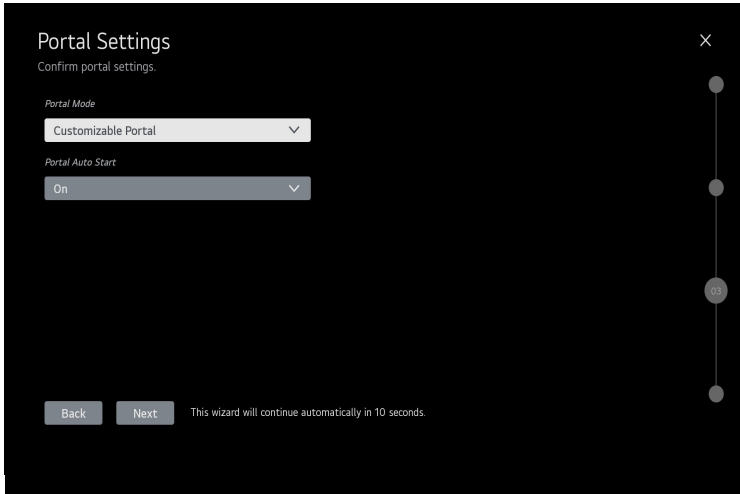 Portal Settings
Confirm portal settings.
Portal Mode
Customizable Portal
Portal Auto Start
On
03
Back
Next
This wizard will continue automatically in 10 seconds.